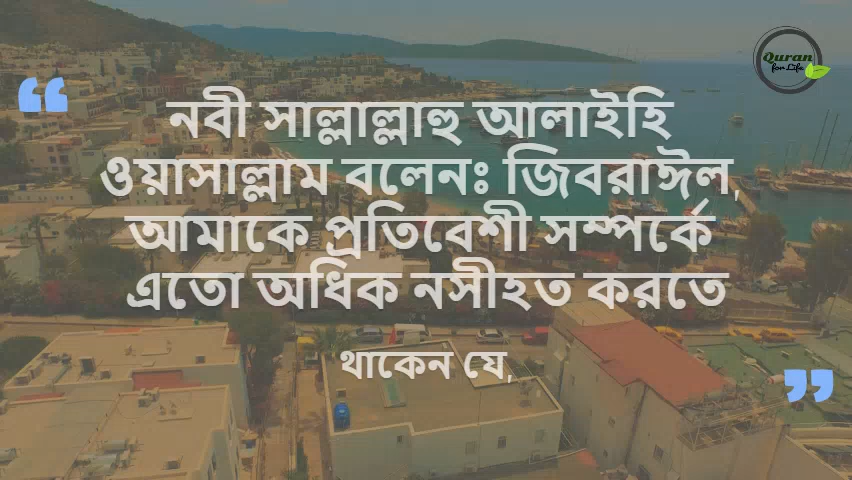 Quran
for Life
নবী সাল্লাল্লাহু আলাইহি
ওয়াসাল্লাম বলেনঃ জিবরাঈল,
আমাকে প্রতিবেশী সম্পর্কে
এতো অধিক নসীহত করতে
থাকেন যে,